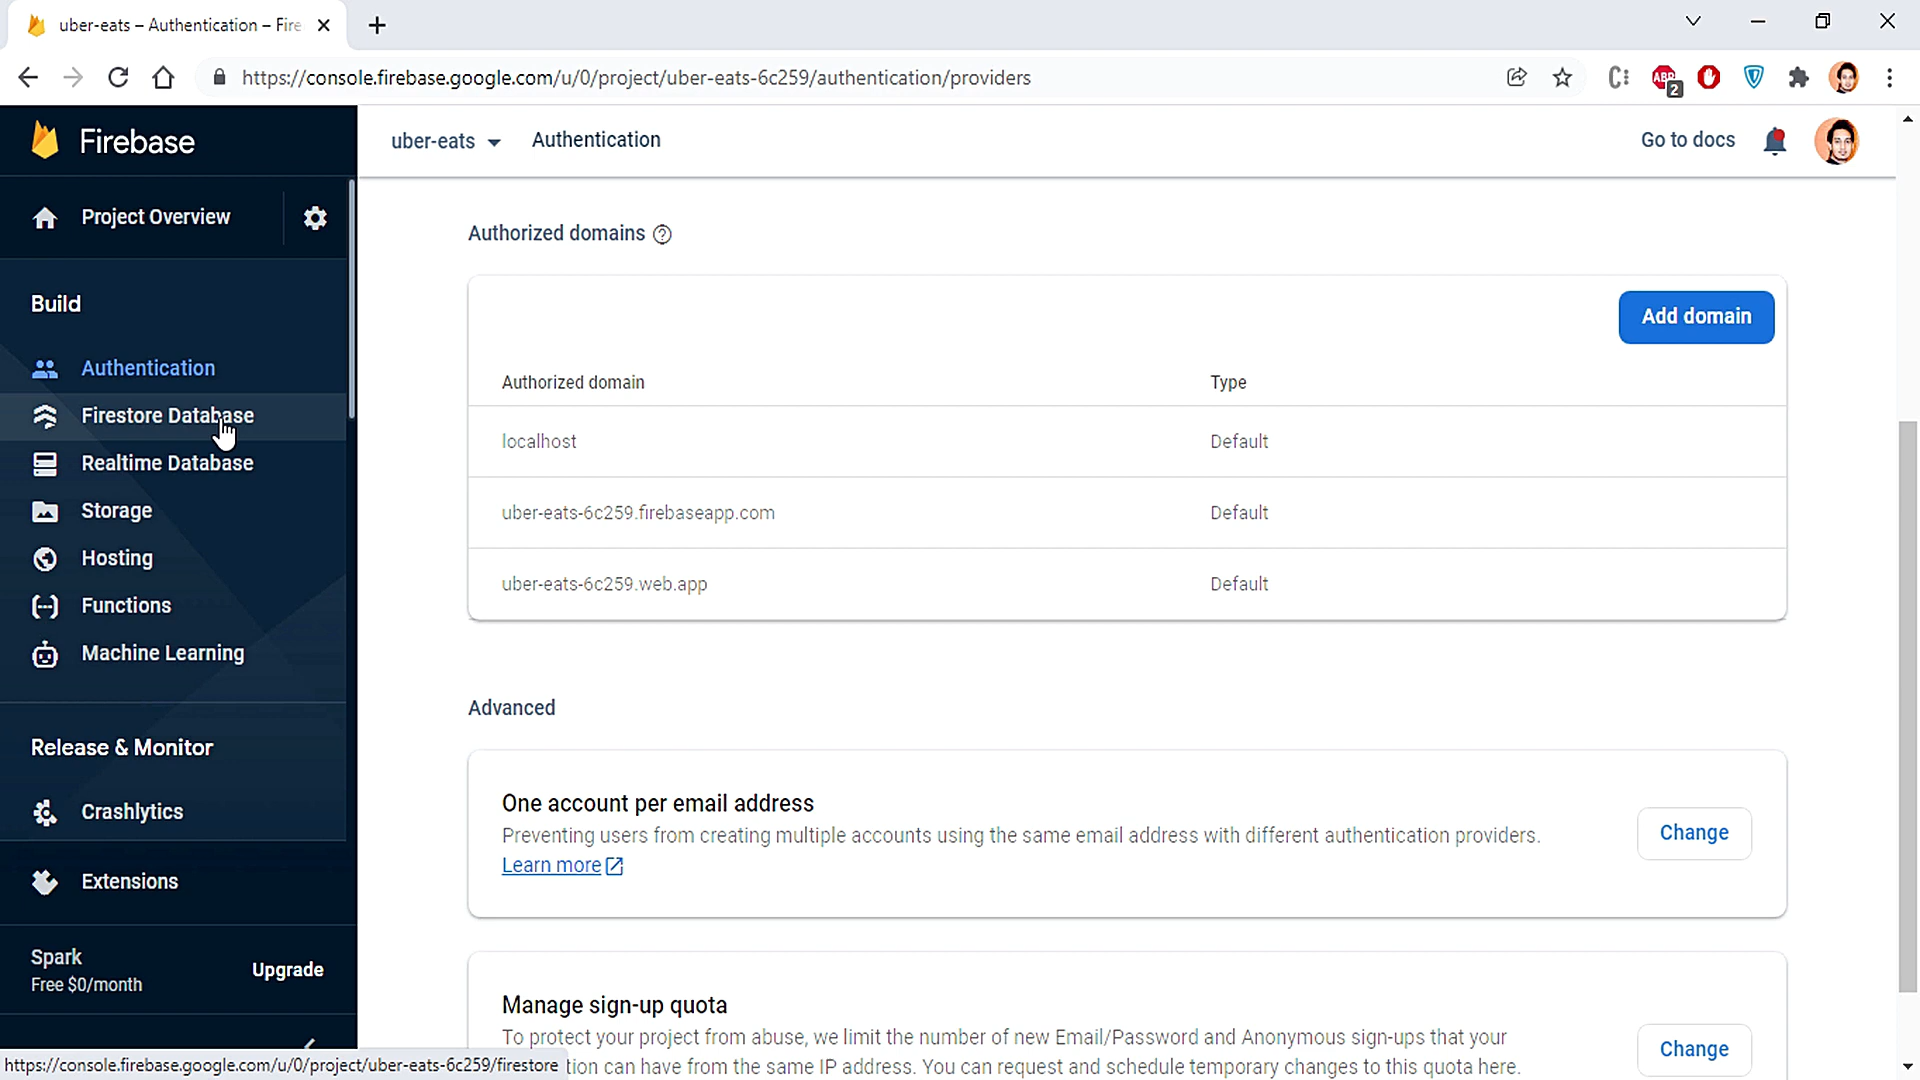 uber-eats – Authentication – Fire
https://console.firebase.google.com/u/0/project/uber-eats-6c259/authentication/providers
ABP
2
Firebase
uber-eats
Authentication
Go to docs
Project Overview
Build
Authentication
Firestore Database
Realtime Database
Storage
Hosting
Functions
Machine Learning
Release & Monitor
Crashlytics
Extensions
Spark
Free $0/month
Upgrade
Authorized domains
Add domain
Authorized domain Type
localhost Default
uber-eats-6c259.firebaseapp.com Default
uber-eats-6c259.web.app Default
Advanced
One account per email address
Preventing users from creating multiple accounts using the same email address with different authentication providers.
Learn more
Change
Manage sign-up quota
To protect your project from abuse, we limit the number of new Email/Password and Anonymous sign-ups that your
tion can have from the same IP address. You can request and schedule temporary changes to this quota here.
Change
https://console.firebase.google.com/u/0/project/uber-eats-6c259/firestore